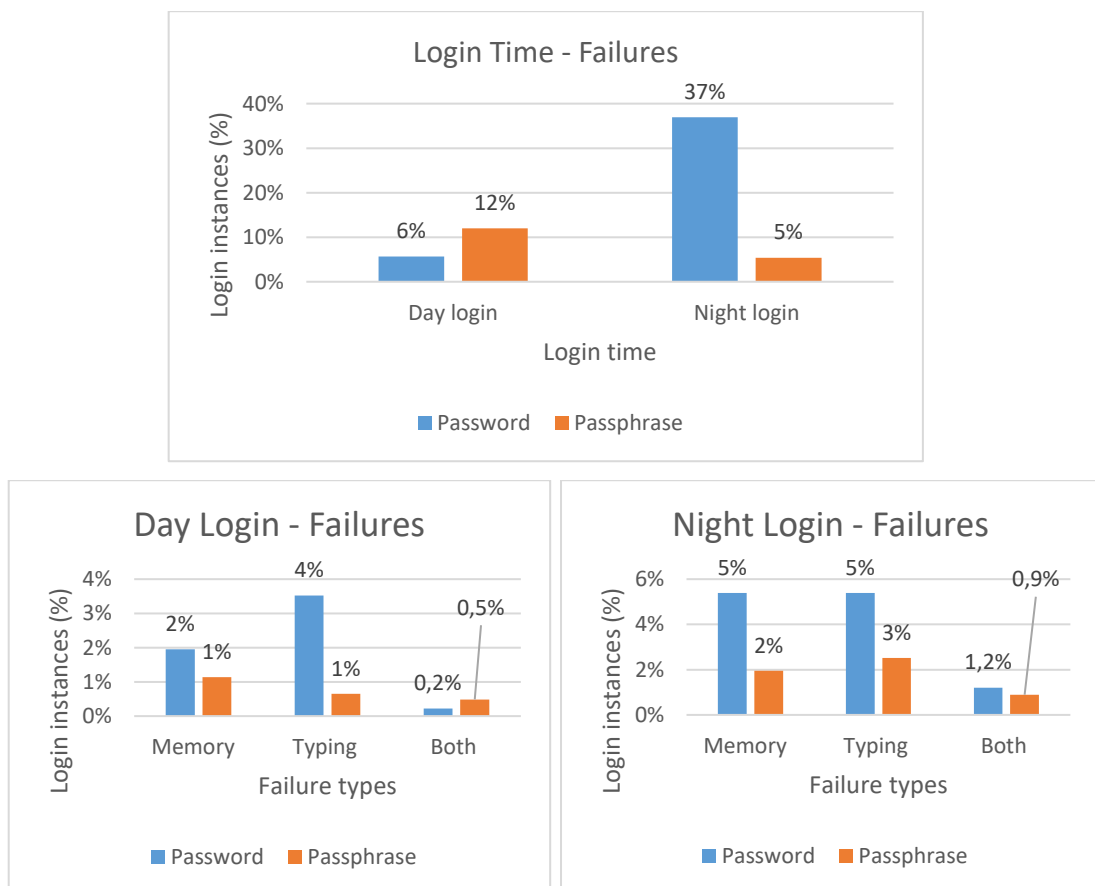 Login Time - Failures
Login instances (%)
40%
30%
20%
10%
0%
6%
12%
37%
5%
Day login
Night login
Login time
Password
Passphrase
Day Login - Failures
Login instances (%)
4%
3%
2%
1%
0%
2%
1%
4%
1%
0,2%
0,5%
Memory
Typing
Both
Failure types
Password
Passphrase
Night Login - Failures
Login instances (%)
6%
4%
2%
0%
5%
2%
5%
3%
1,2%
0,9%
Memory
Typing
Both
Failure types
Password
Passphrase